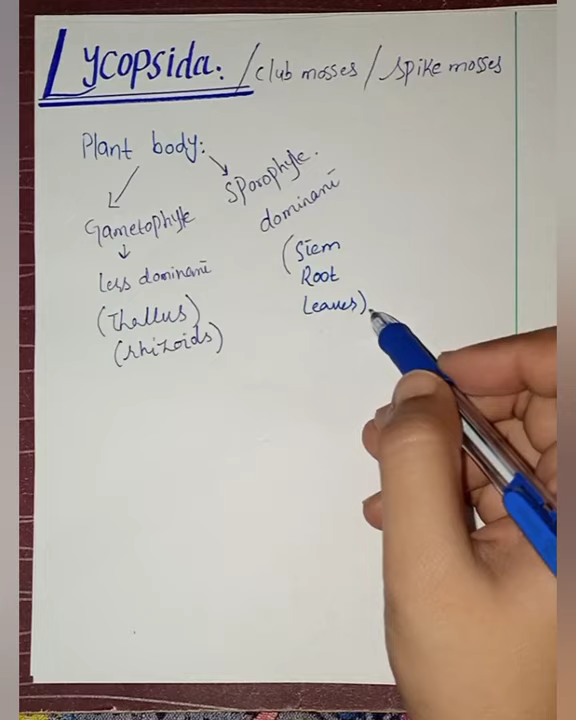 Lycopsida. / club mosses / spike mosses
Plant body:
Gametophyte
less dominant
(Thallus)
(rhizoids)
Sporophyte.
dominant
(Stem
Root
Leaves)